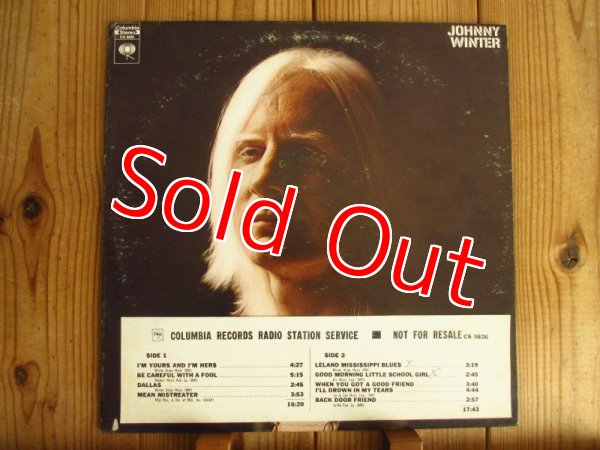 Columbia
Stereo
CS 9826
JOHNNY
WINTER
Sold Out
COLUMBIA RECORDS RADIO STATION SERVICE NOT FOR RESALE CS 9826
SIDE 1
I'M YOURS AND I'M HERS 4:27
BE CAREFUL WITH A FOOL 5:15
DALLAS 2:45
MEAN MISTREATER 3:53
16:20
SIDE 2
LELAND MISSISSIPPI BLUES 3:19
GOOD MORNING LITTLE SCHOOL GIRL 2:45
WHEN YOU GOT A GOOD FRIEND 3:40
I'LL DROWN IN MY TEARS 4:44
BACK DOOR FRIEND 2:57
17:43